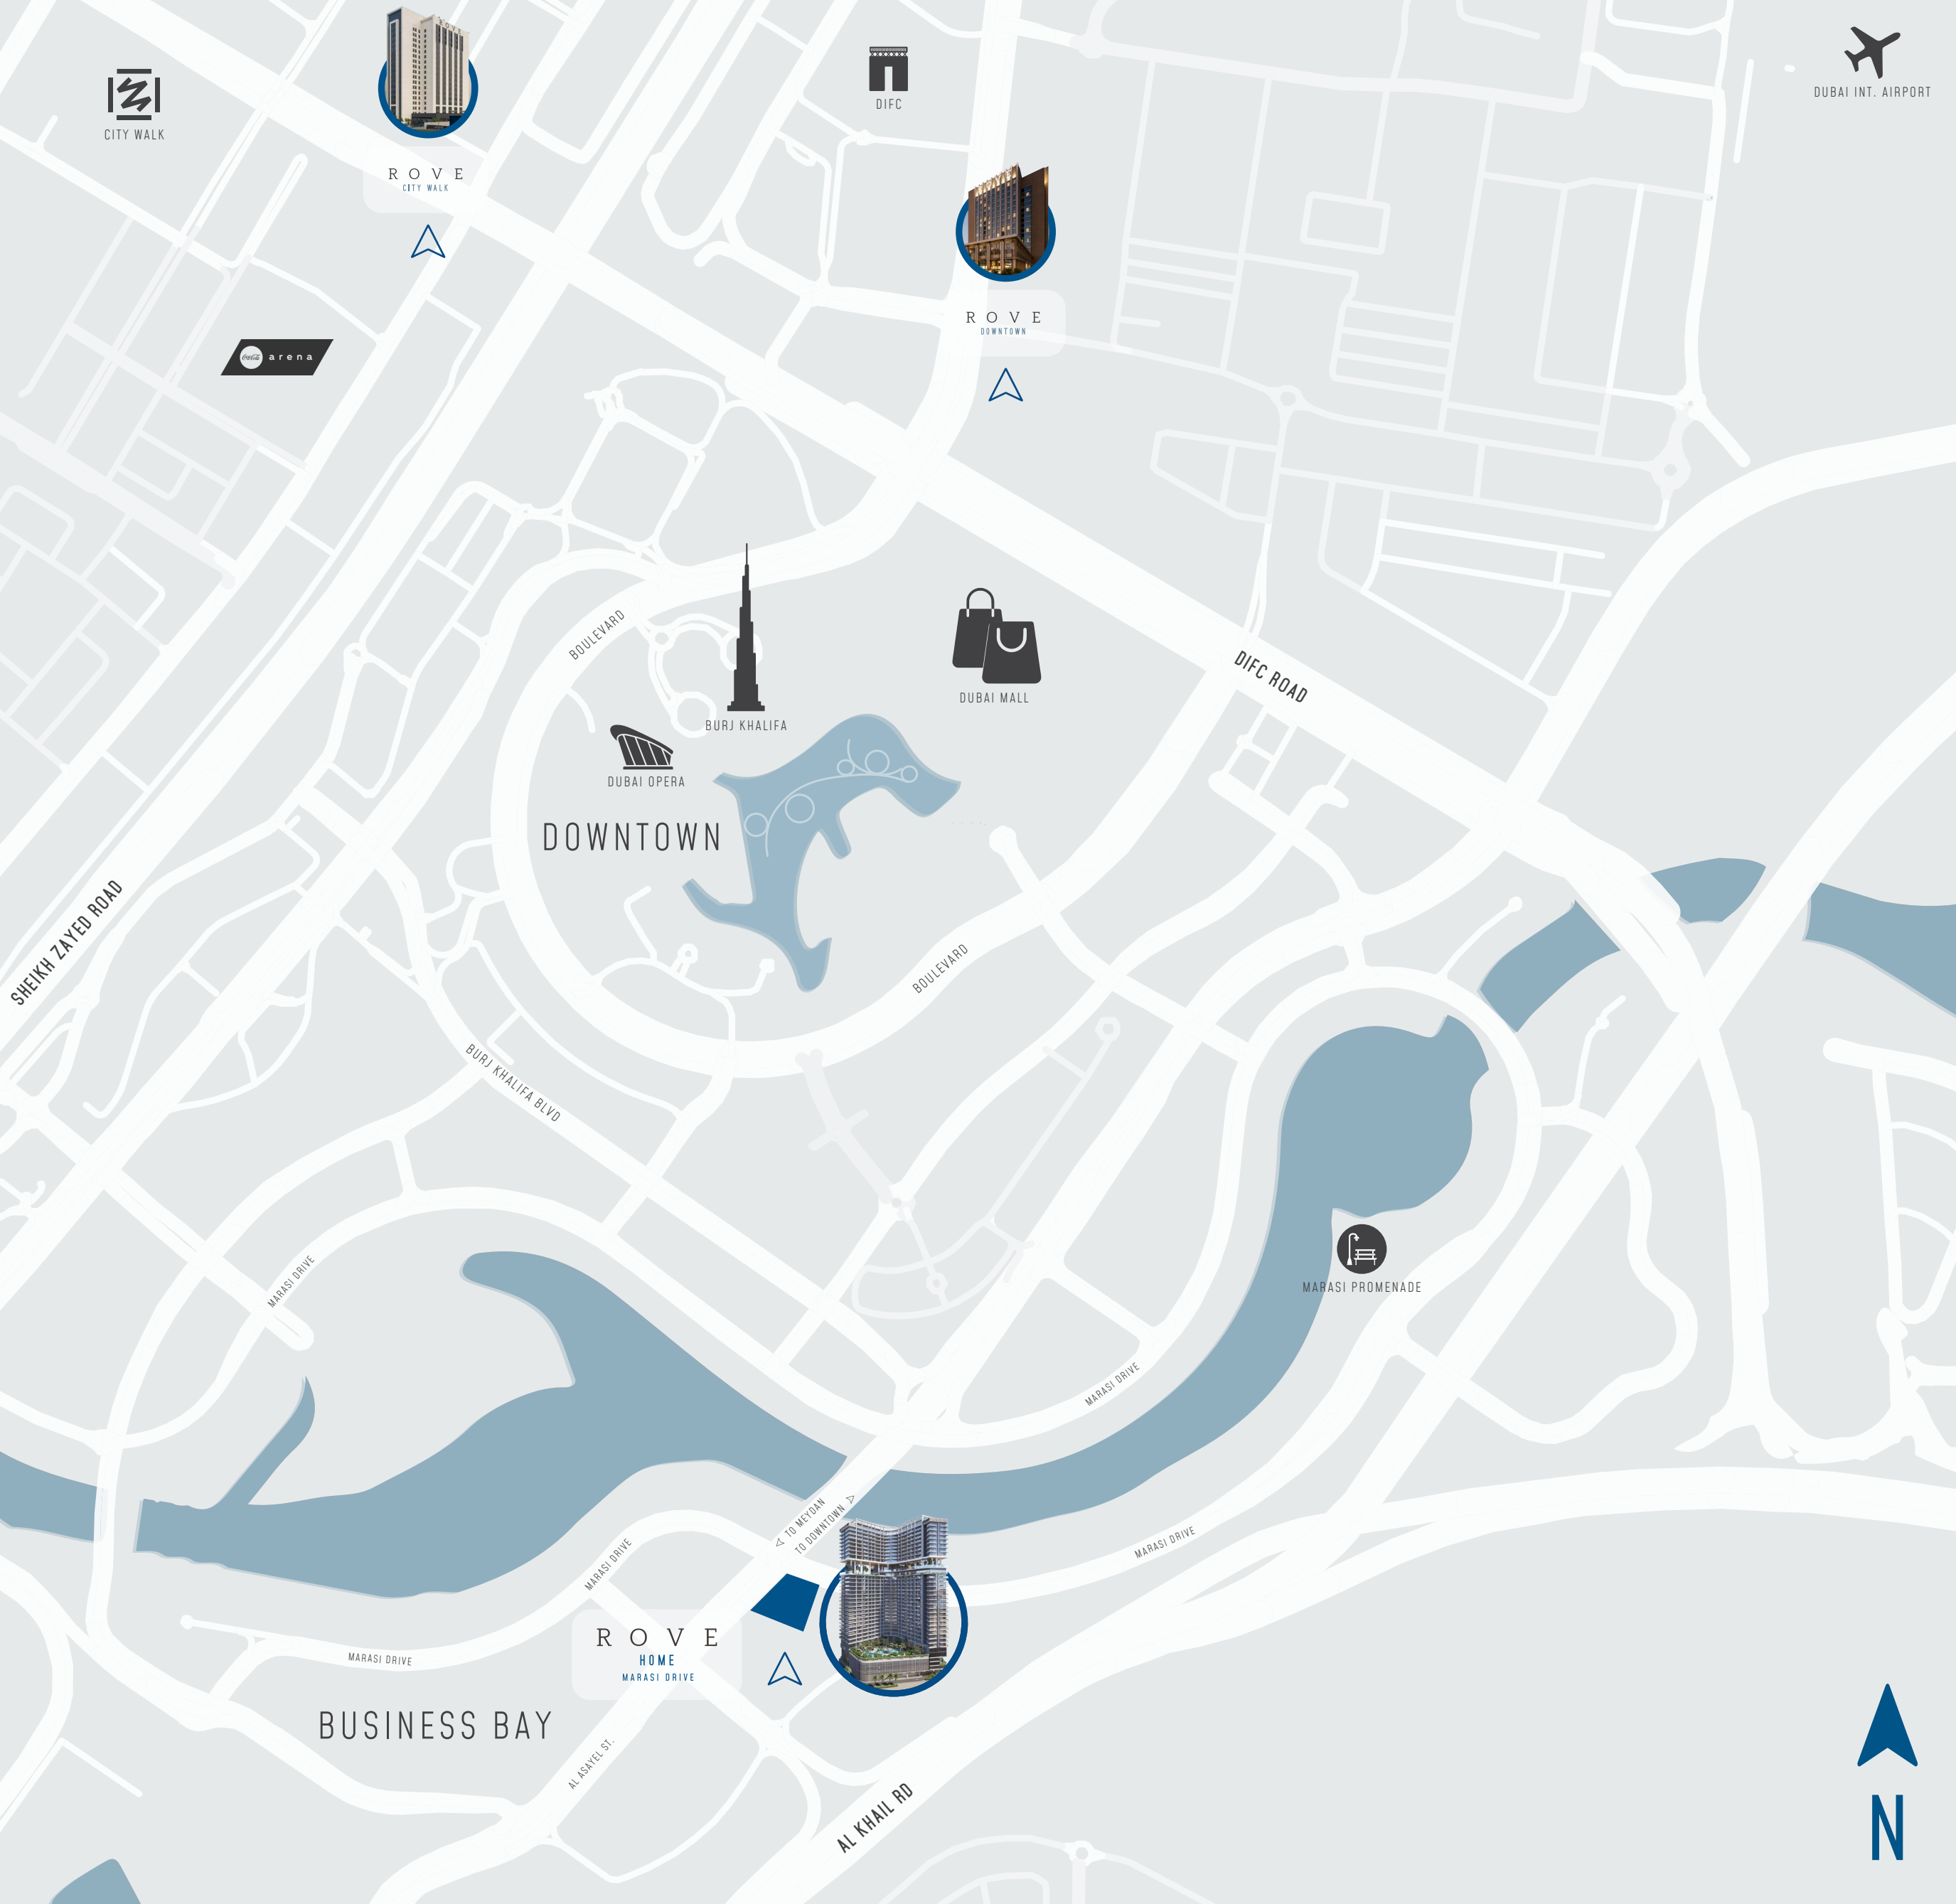 CITY WALK
ROVE
CITY WALK
DIFC
DUBAI INT. AIRPORT
ROVE
DOWNTOWN
Coca-Cola arena
BOULEVARD
BURJ KHALIFA
DUBAI MALL
DIFC ROAD
DUBAI OPERA
DOWNTOWN
SHEIKH ZAYED ROAD
BOULEVARD
BURJ KHALIFA BLVD
MARASI DRIVE
MARASI PROMENADE
MARASI DRIVE
TO MEYDAN
TO DOWNTOWN
MARASI DRIVE
MARASI DRIVE
ROVE
HOME
MARASI DRIVE
MARASI DRIVE
BUSINESS BAY
AL ASAYEL ST.
AL KHAIL RD
N